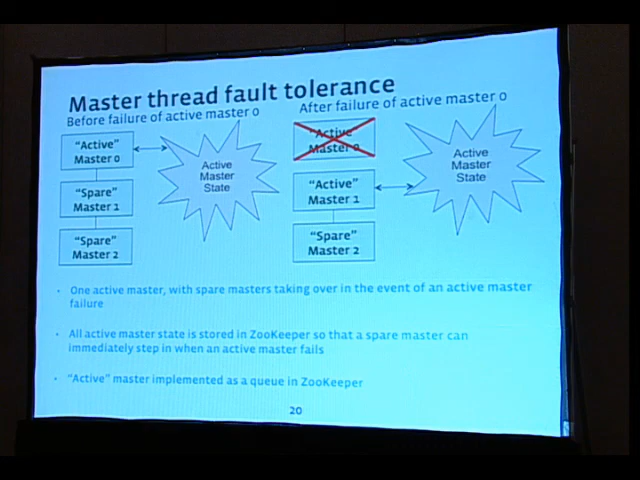 Master thread fault tolerance
Before failure of active master 0
After failure of active master 0
"Active"
Master 0
"Spare"
Master 1
"Spare"
Master 2
Active
Master
State
"Active"
Master 0
"Active"
Master 1
"Spare"
Master 2
Active
Master
State
• One active master, with spare masters taking over in the event of an active master
failure
• All active master state is stored in ZooKeeper so that a spare master can
immediately step in when an active master fails
• "Active" master implemented as a queue in ZooKeeper
20